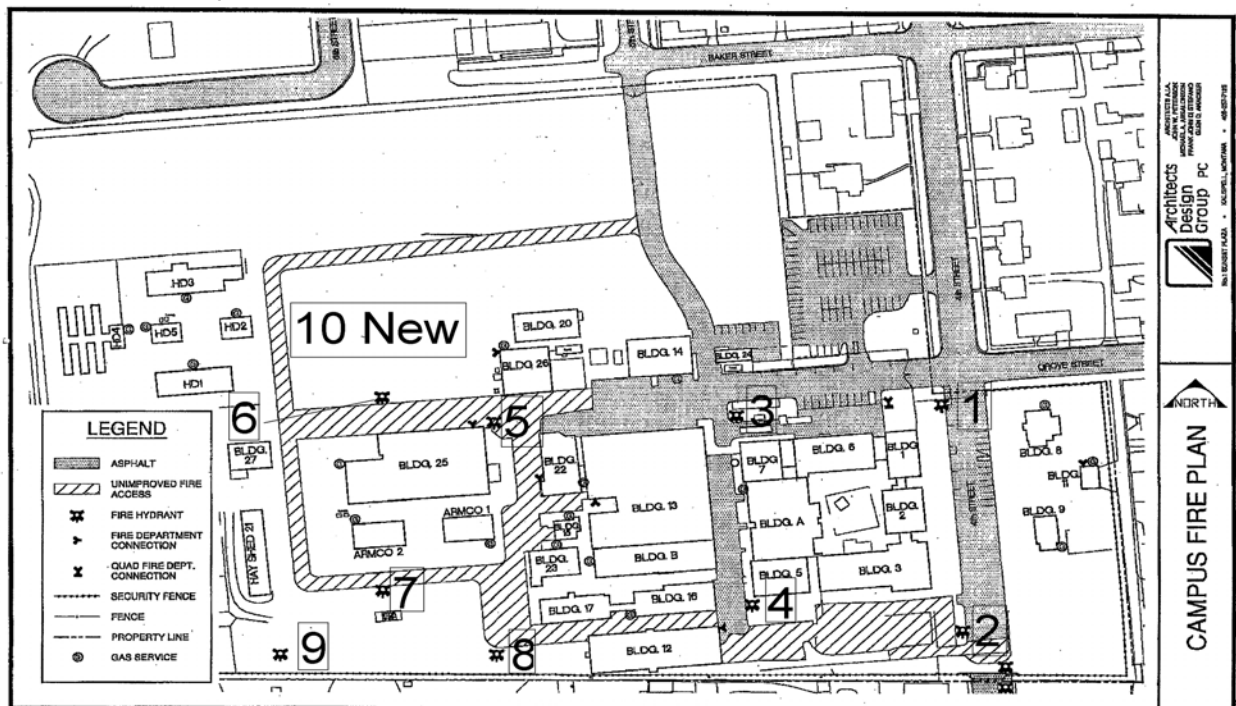 BAKER STREET
4TH STREET
GROVE STREET
4TH STREET
HD3
HD4
HD5
HD2
HD1
10 New
BLDG. 20
BLDG. 26
BLDG. 14
BLDG. 24
6
5
3
1
BLDG. 27
BLDG. 25
BLDG. 22
BLDG. 7
BLDG. 6
BLDG. 1
BLDG. 8
BLDG. 13
BLDG. A
BLDG. 2
BLDG. 9
ARMCO 1
ARMCO 2
HAY SHED 21
BLDG. 23
BLDG. B
BLDG. 5
BLDG. 3
7
BLDG. 17
BLDG. 16
4
2
9
8
BLDG. 12
LEGEND
ASPHALT
UNIMPROVED FIRE
ACCESS
FIRE HYDRANT
FIRE DEPARTMENT
CONNECTION
QUAD FIRE DEPT.
CONNECTION
SECURITY FENCE
FENCE
PROPERTY LINE
GAS SERVICE
Architects
Design
Group PC
ARCHITECTS A.I.A.
NORTH
CAMPUS FIRE PLAN